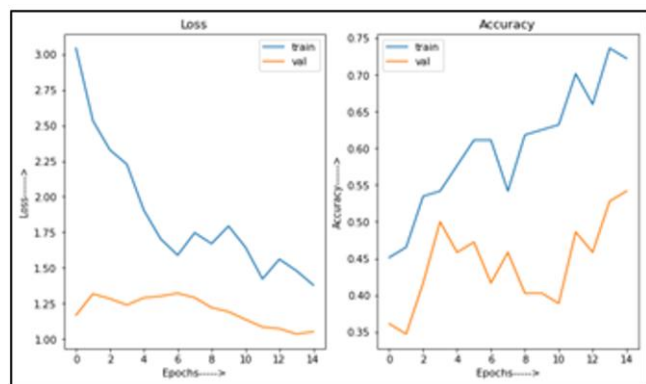 Loss
train
val
3.00
2.75
2.50
2.25
2.00
1.75
1.50
1.25
1.00
Loss----->
0 2 4 6 8 10 12 14
Epochs----->
Accuracy
train
val
0.75
0.70
0.65
0.60
0.55
0.50
0.45
0.40
0.35
Accuracy----->
0 2 4 6 8 10 12 14
Epochs----->